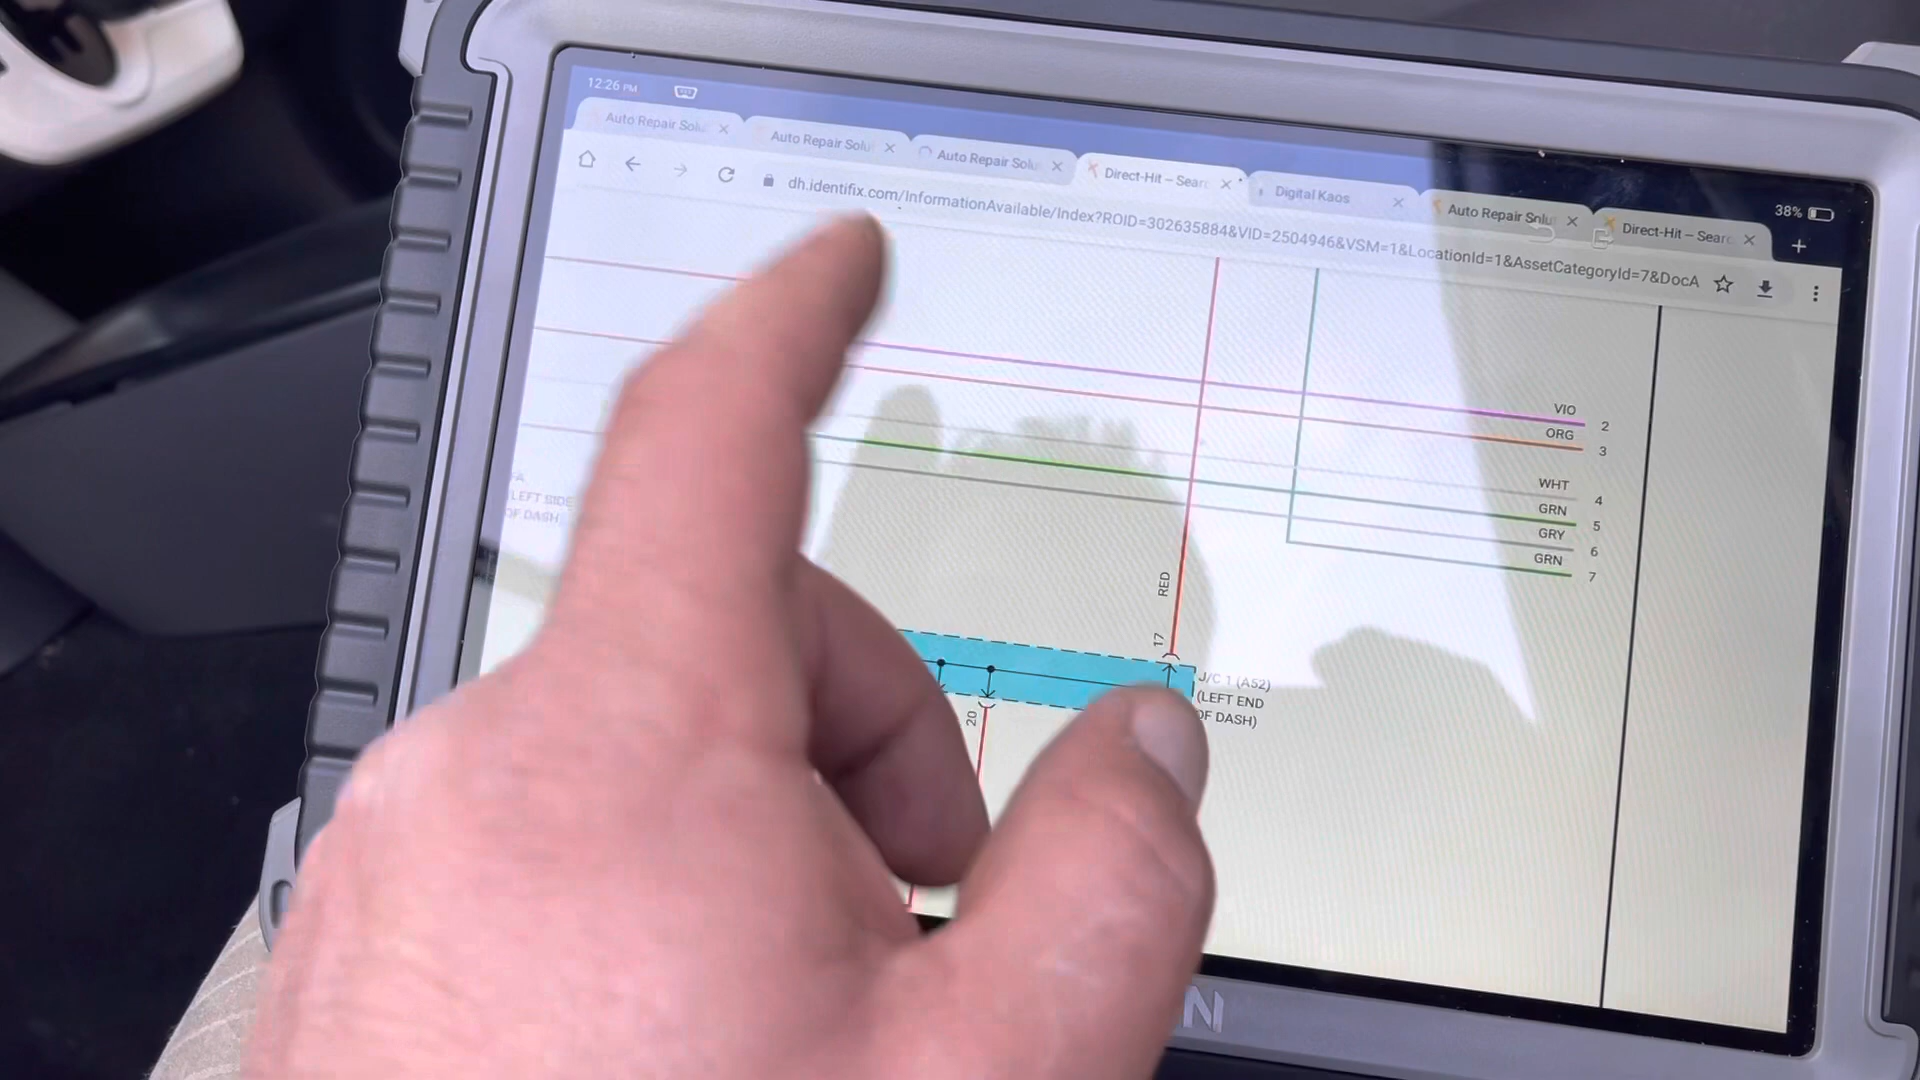 12:26 PM
38%
Auto Repair Solu
Auto Repair Solu
Auto Repair Solu
Direct-Hit – Searc
Digital Kaos
Auto Repair Solu
Direct-Hit – Searc
dh.identifix.com/InformationAvailable/Index?ROID=302635884&VID=2504946&VSM=1&LocationId=1&AssetCategoryId=7&DocA
VIO 2
ORG 3
WHT 4
GRN 5
GRY 6
GRN 7
LEFT SIDE
OF DASH
RED
17
20
J/C 1 (A52)
(LEFT END
OF DASH)